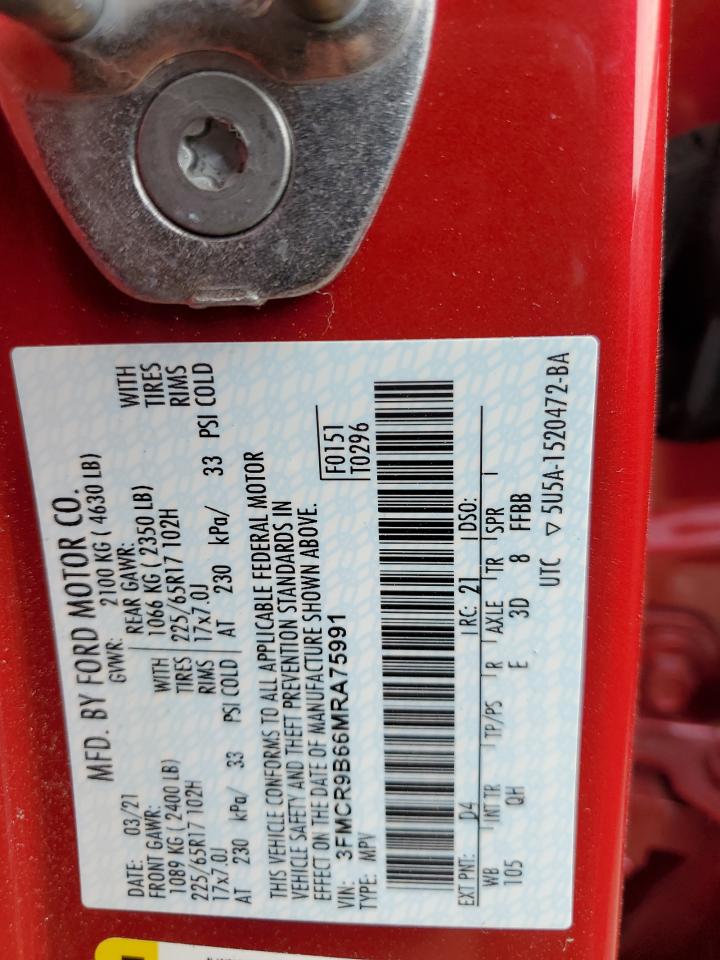 MFD. BY FORD MOTOR CO.
DATE: 03/21 GVWR: 2100 KG ( 4630 LB)
FRONT GAWR: REAR GAWR:
1089 KG ( 2400 LB) WITH 1066 KG ( 2350 LB) WITH
225/65R17 102H TIRES 225/65R17 102H TIRES
17x7.0J RIMS 17x7.0J RIMS
AT 230 kPa/ 33 PSI COLD AT 230 kPa/ 33 PSI COLD
THIS VEHICLE CONFORMS TO ALL APPLICABLE FEDERAL MOTOR
VEHICLE SAFETY AND THEFT PREVENTION STANDARDS IN
EFFECT ON THE DATE OF MANUFACTURE SHOWN ABOVE.
VIN: 3FMCR9B66MRA75991 F0151
TYPE: MPV T0296
EXT PNT: D4 RC: 21 DSO:
WB INT TR TP/PS R AXLE TR SPR
105 QH E 3D 8 FFBB
UTC ▽ 5U5A-1520472-BA